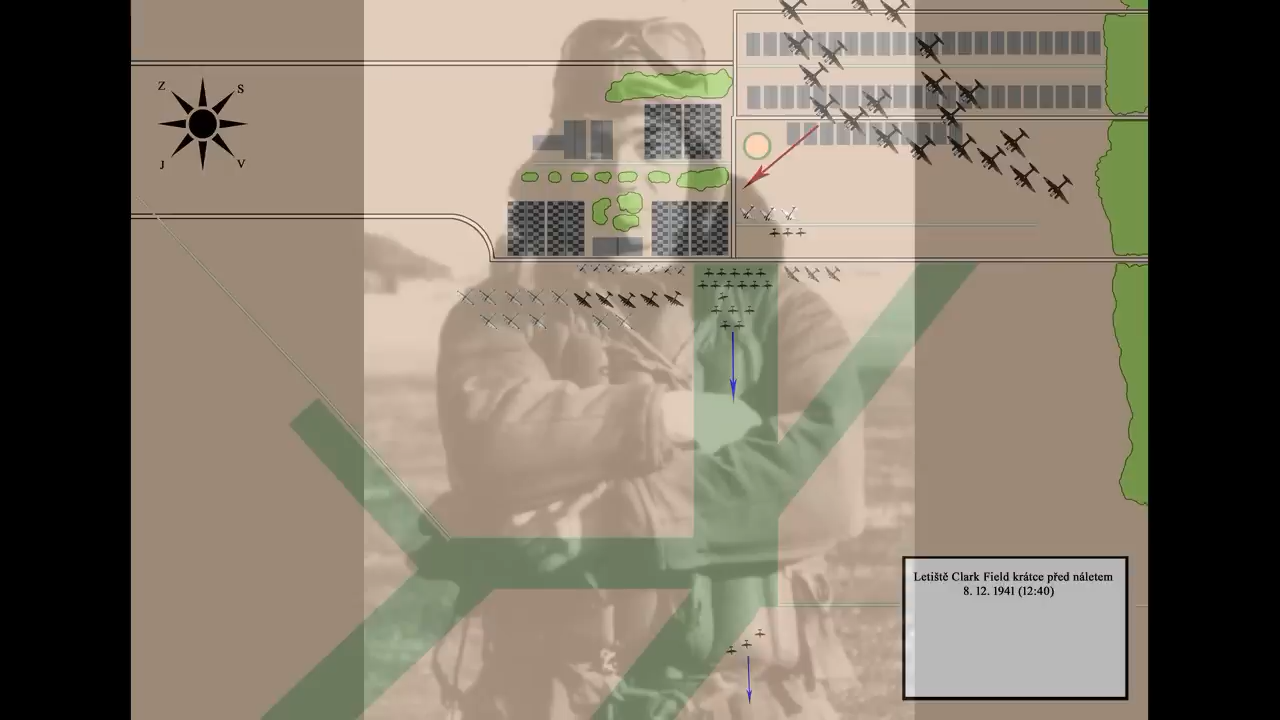 Z
S
J
V
Letiště Clark Field krátce před náletem
8. 12. 1941 (12:40)